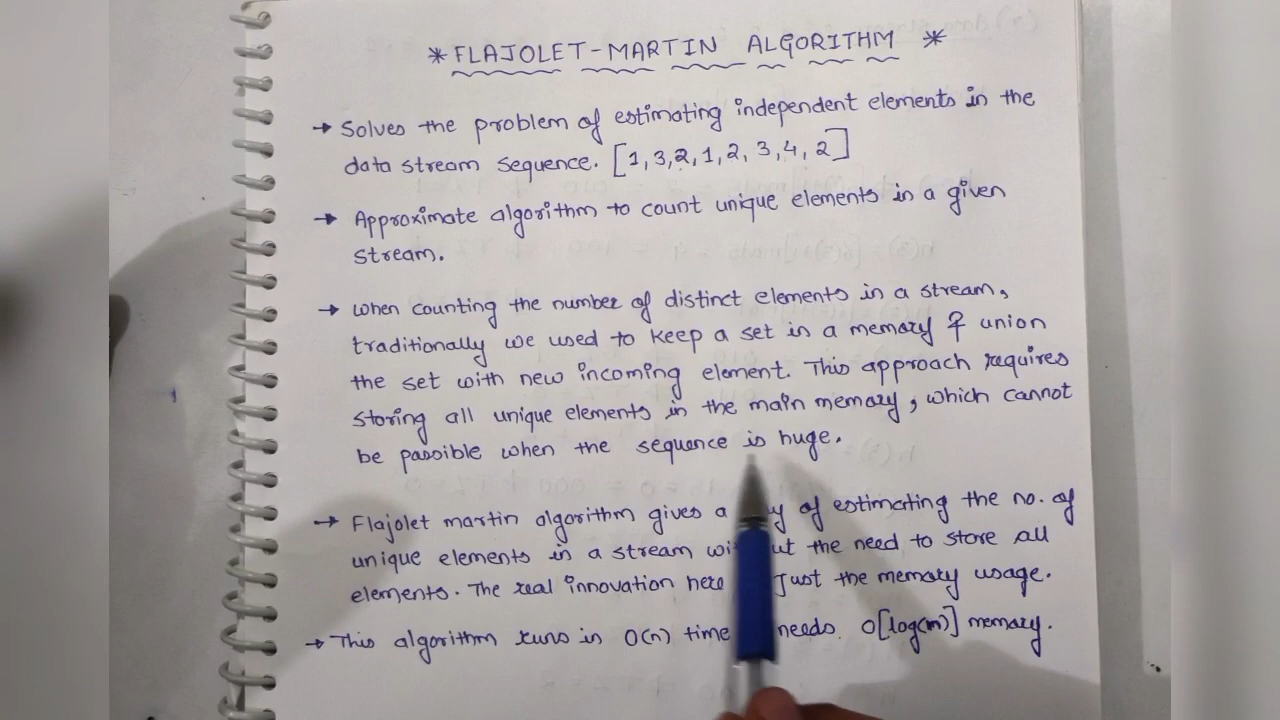 * FLAJOLET-MARTIN ALGORITHM *
→ Solves the problem of estimating independent elements in the
data stream sequence. [1,3,2,1,2,3,4,2]
→ Approximate algorithm to count unique elements in a given
stream.
→ When counting the number of distinct elements in a stream,
traditionally we used to keep a set in a memory & union
the set with new incoming element. This approach requires
storing all unique elements in the main memory, which cannot
be possible when the sequence is huge.
→ Flajolet martin algorithm gives a of estimating the no. of
unique elements in a stream the need to store all
elements. The real innovation here Just the memory usage.
→ This algorithm runs in O(n) time needs O[log(m)] memory.